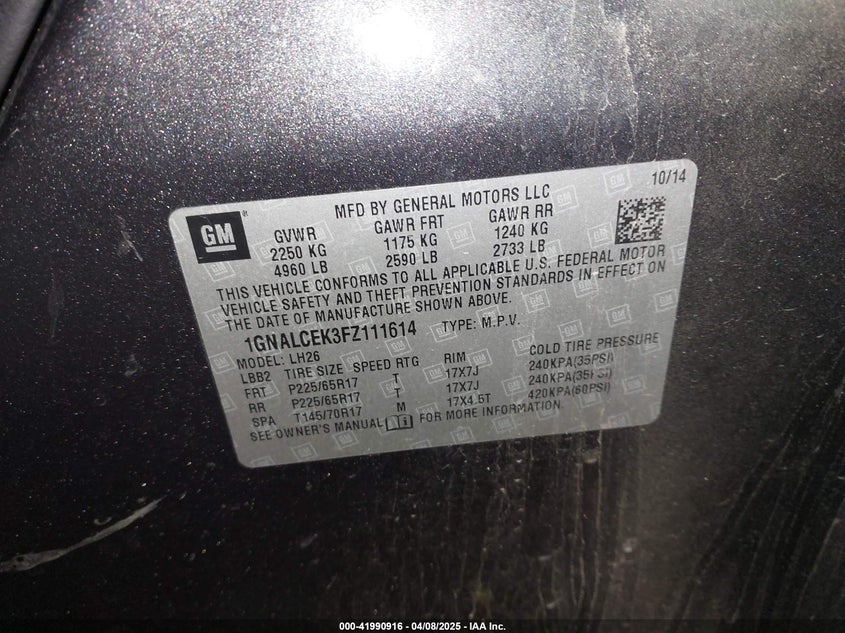 10/14
MFD BY GENERAL MOTORS LLC
GM ®
GVWR GAWR FRT GAWR RR
2250 KG 1175 KG 1240 KG
4960 LB 2590 LB 2733 LB
THIS VEHICLE CONFORMS TO ALL APPLICABLE U.S. FEDERAL MOTOR
VEHICLE SAFETY AND THEFT PREVENTION STANDARDS IN EFFECT ON
THE DATE OF MANUFACTURE SHOWN ABOVE.
1GNALCEK3FZ111614 TYPE: M.P.V.
MODEL: LH26
LBB2 TIRE SIZE SPEED RTG RIM COLD TIRE PRESSURE
FRT P225/65R17 T 17X7J 240KPA(35PSI)
RR P225/65R17 T 17X7J 240KPA(35PSI)
SPA T145/70R17 M 17X4.5T 420KPA(60PSI)
SEE OWNER'S MANUAL FOR MORE INFORMATION.
000-41990916 - 04/08/2025 - IAA Inc.